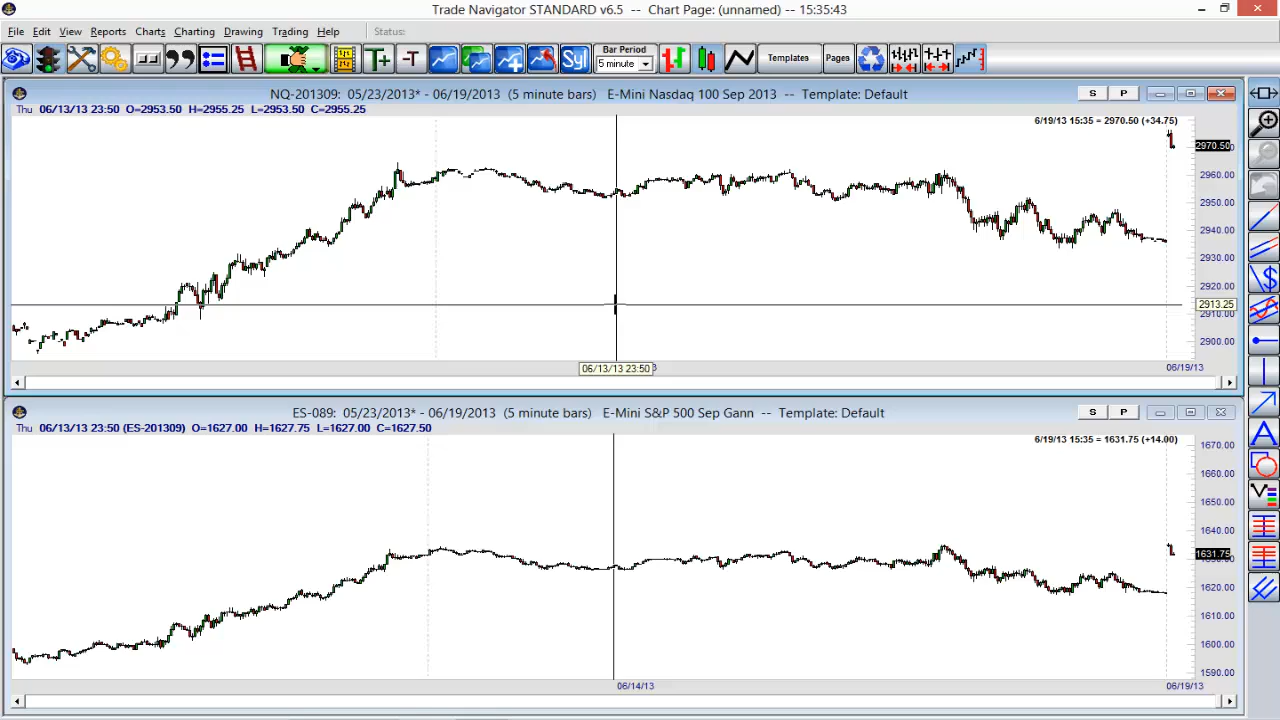 Trade Navigator STANDARD v6.5 -- Chart Page: (unnamed) -- 15:35:43
File Edit View Reports Charts Charting Drawing Trading Help Status:
T+ -T Sy! Bar Period 5 minute Templates Pages
NQ-201309: 05/23/2013* - 06/19/2013 (5 minute bars) E-Mini Nasdaq 100 Sep 2013 -- Template: Default S P
Thu 06/13/13 23:50 O=2953.50 H=2955.25 L=2953.50 C=2955.25
6/19/13 15:35 = 2970.50 (+34.75)
2970.50
2960.00
2950.00
2940.00
2930.00
2920.00
2913.25
2910.00
2900.00
06/13/13 23:50 06/19/13
ES-089: 05/23/2013* - 06/19/2013 (5 minute bars) E-Mini S&P 500 Sep Gann -- Template: Default S P
Thu 06/13/13 23:50 (ES-201309) O=1627.00 H=1627.75 L=1627.00 C=1627.50
6/19/13 15:35 = 1631.75 (+14.00)
1670.00
1660.00
1650.00
1640.00
1631.75
1620.00
1610.00
1600.00
1590.00
06/14/13 06/19/13